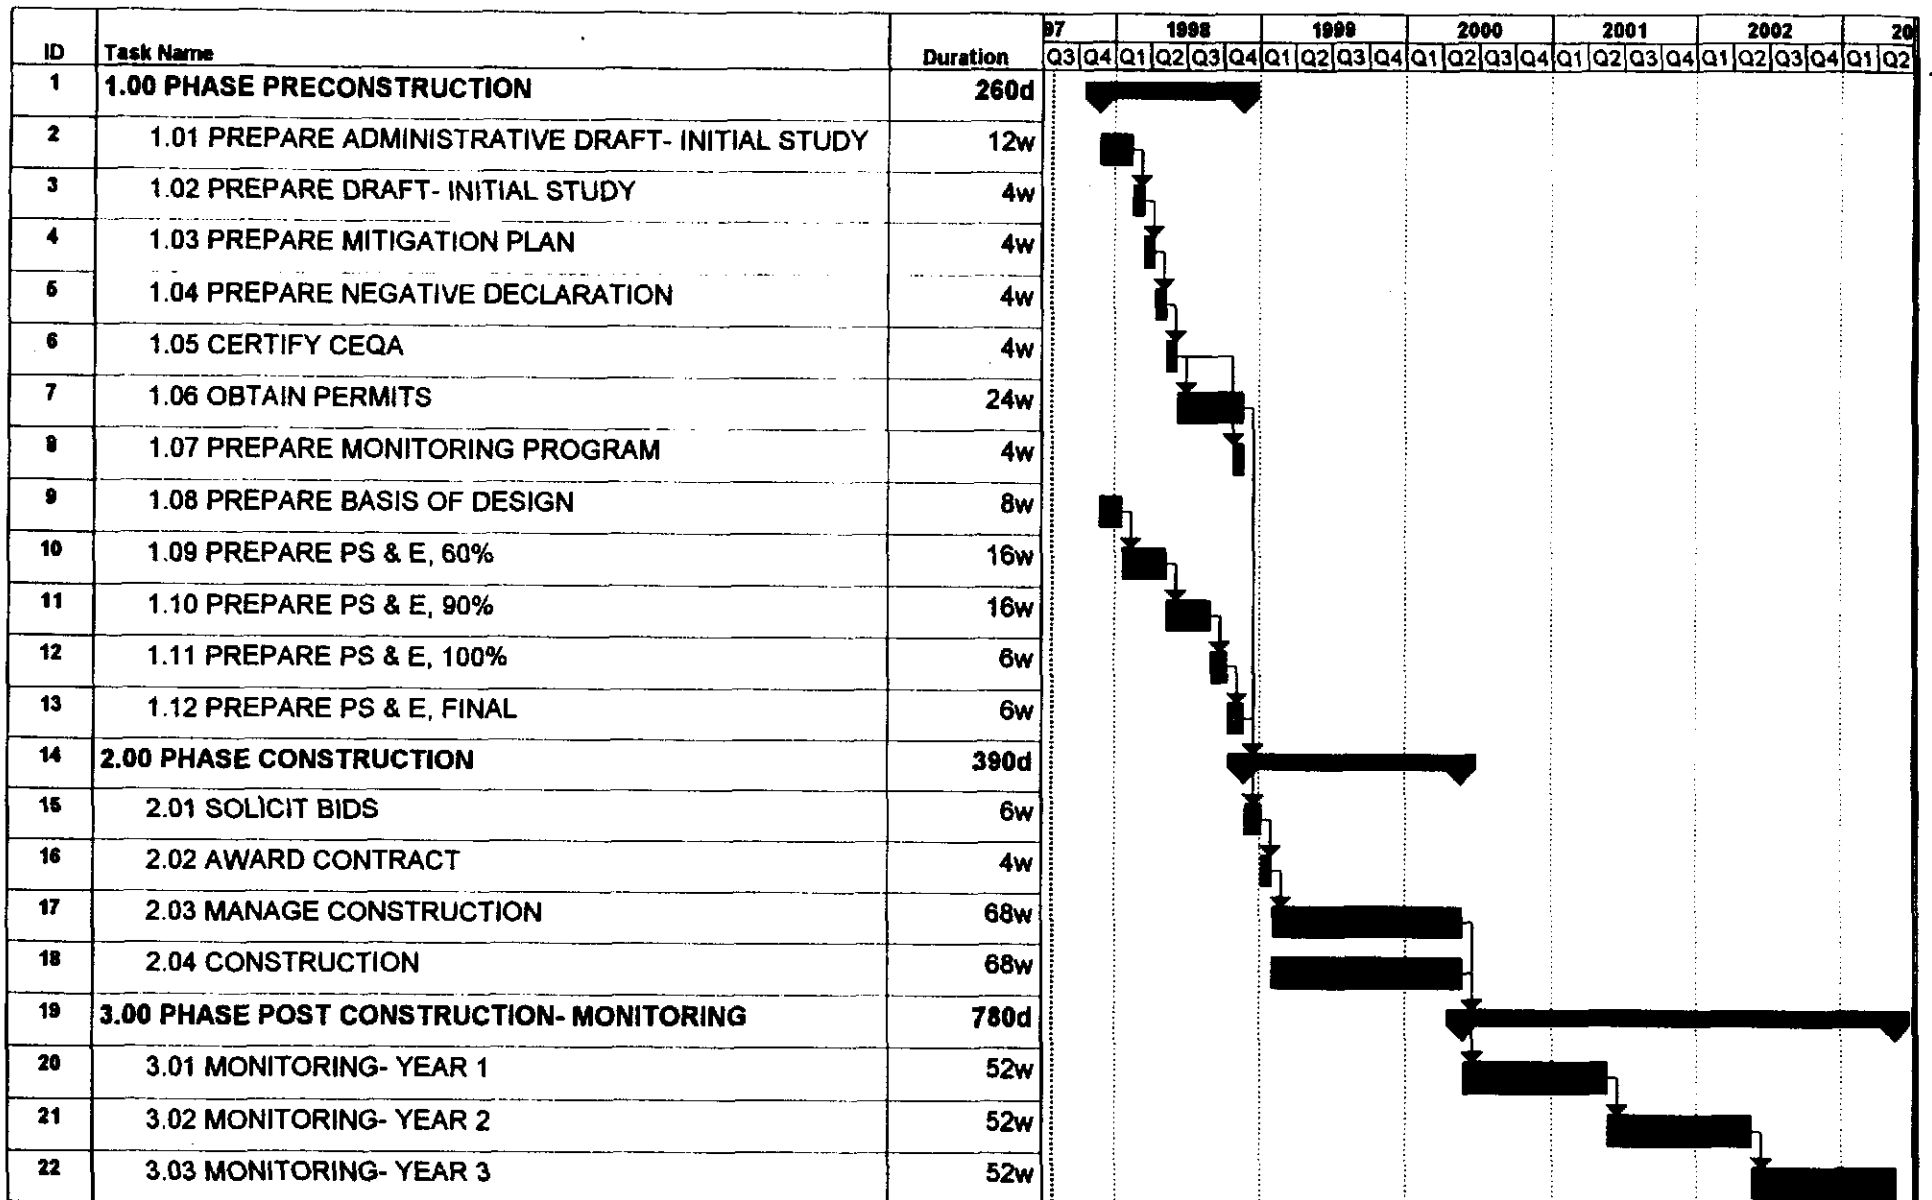 97 1998 1999 2000 2001 2002 20
ID Task Name Duration Q3 Q4 Q1 Q2 Q3 Q4 Q1 Q2 Q3 Q4 Q1 Q2 Q3 Q4 Q1 Q2 Q3 Q4 Q1 Q2 Q3 Q4 Q1 Q2
1 1.00 PHASE PRECONSTRUCTION 260d
2 1.01 PREPARE ADMINISTRATIVE DRAFT- INITIAL STUDY 12w
3 1.02 PREPARE DRAFT- INITIAL STUDY 4w
4 1.03 PREPARE MITIGATION PLAN 4w
5 1.04 PREPARE NEGATIVE DECLARATION 4w
6 1.05 CERTIFY CEQA 4w
7 1.06 OBTAIN PERMITS 24w
8 1.07 PREPARE MONITORING PROGRAM 4w
9 1.08 PREPARE BASIS OF DESIGN 8w
10 1.09 PREPARE PS & E, 60% 16w
11 1.10 PREPARE PS & E, 90% 16w
12 1.11 PREPARE PS & E, 100% 6w
13 1.12 PREPARE PS & E, FINAL 6w
14 2.00 PHASE CONSTRUCTION 390d
15 2.01 SOLICIT BIDS 6w
16 2.02 AWARD CONTRACT 4w
17 2.03 MANAGE CONSTRUCTION 68w
18 2.04 CONSTRUCTION 68w
19 3.00 PHASE POST CONSTRUCTION- MONITORING 780d
20 3.01 MONITORING- YEAR 1 52w
21 3.02 MONITORING- YEAR 2 52w
22 3.03 MONITORING- YEAR 3 52w